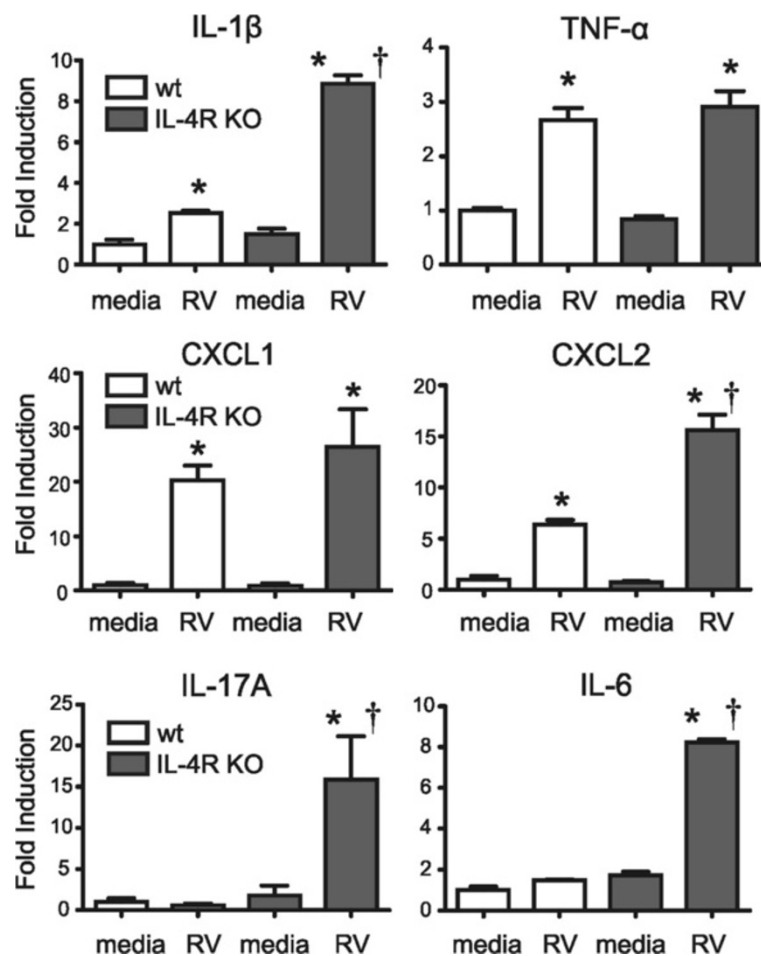 IL-1β
Fold Induction
10
8
6
4
2
0
wt
IL-4R KO
*
* †
media RV media RV
TNF-α
4
3
2
1
0
*
*
media RV media RV
CXCL1
Fold Induction
40
30
20
10
0
wt
IL-4R KO
*
*
media RV media RV
CXCL2
20
15
10
5
0
*
* †
media RV media RV
IL-17A
Fold Induction
25
20
15
10
5
0
wt
IL-4R KO
* †
media RV media RV
IL-6
10
8
6
4
2
0
* †
media RV media RV